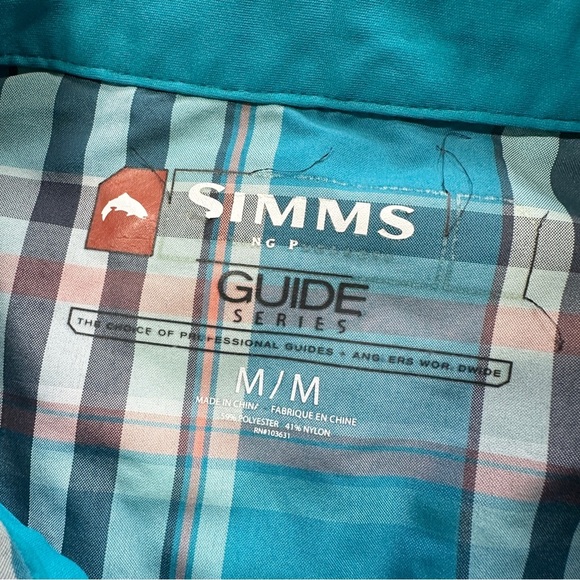 SIMMS
NG P
GUIDE
SERIES
THE CHOICE OF PROFESSIONAL GUIDES + ANGLERS WORLDWIDE
M/M
MADE IN CHINA FABRIQUE EN CHINE
59% POLYESTER 41% NYLON
RN#103631